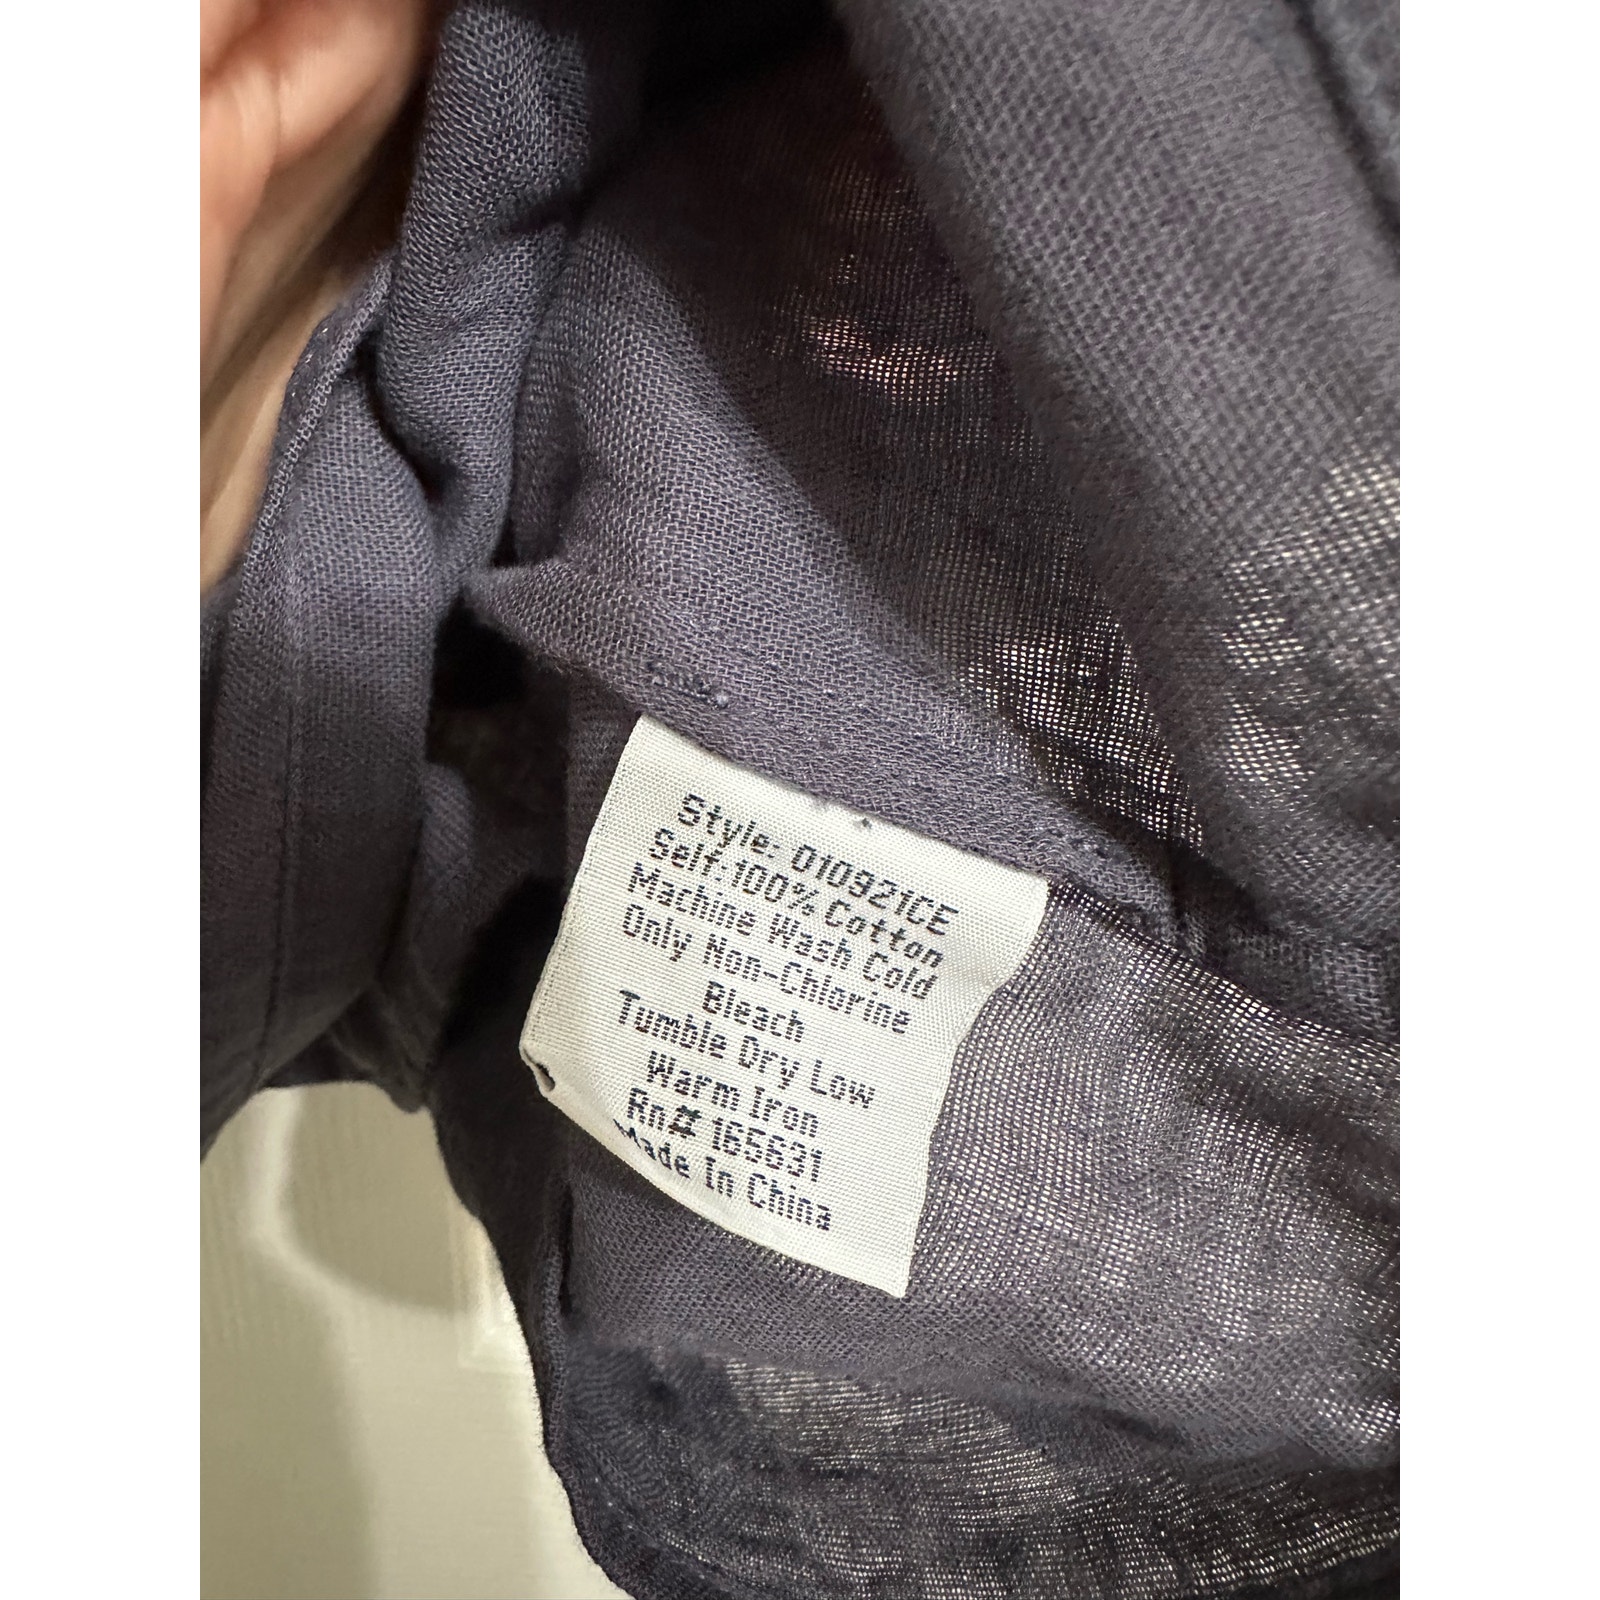 Style: 010921CE
Self:100% Cotton
Machine Wash Cold
Only Non-Chlorine
Bleach
Tumble Dry Low
Warm Iron
Rn# 165631
Made In China